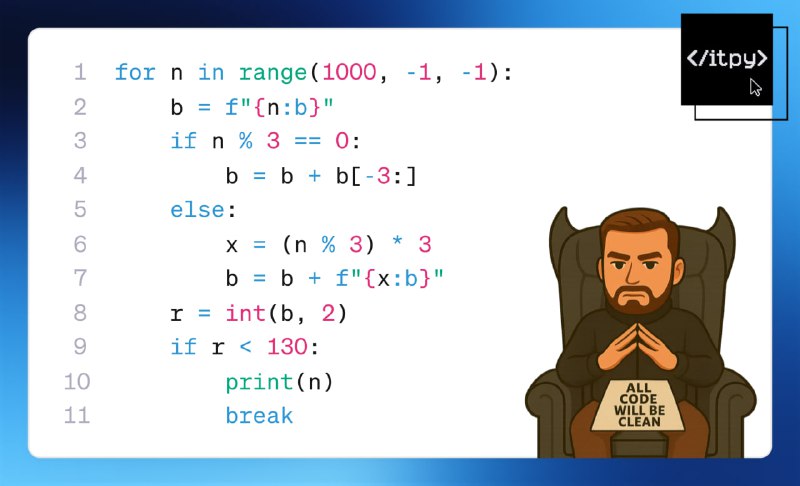 </itpy>
1 for n in range(1000, -1, -1):
2     b = f"{n:b}"
3     if n % 3 == 0:
4         b = b + b[-3:]
5     else:
6         x = (n % 3) * 3
7         b = b + f"{x:b}"
8     r = int(b, 2)
9     if r < 130:
10         print(n)
11         break
ALL
CODE
WILL BE
CLEAN